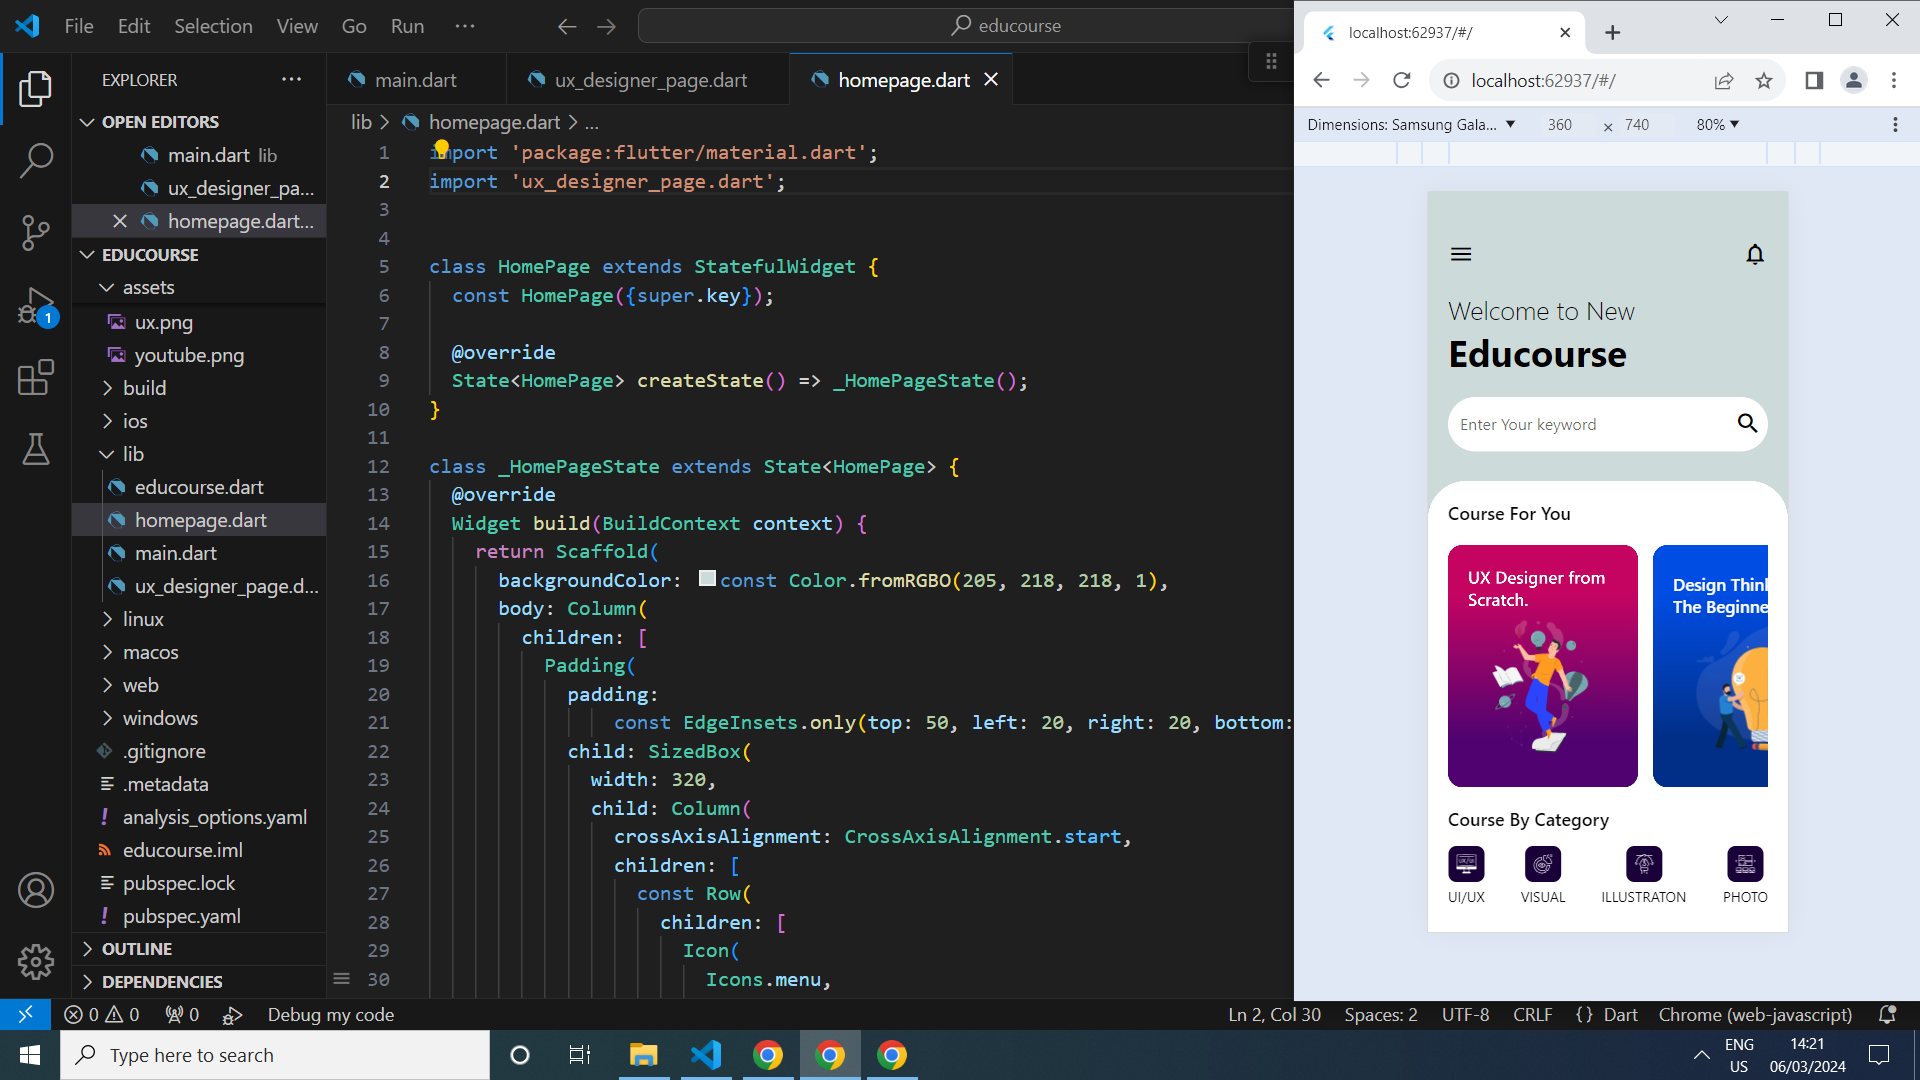 File Edit Selection View Go Run ···
educourse
EXPLORER
OPEN EDITORS
main.dart lib
ux_designer_pa...
homepage.dart...
EDUCOURSE
assets
ux.png
youtube.png
build
ios
lib
educourse.dart
homepage.dart
main.dart
ux_designer_page.d...
linux
macos
web
windows
.gitignore
.metadata
analysis_options.yaml
educourse.iml
pubspec.lock
pubspec.yaml
OUTLINE
DEPENDENCIES
1
main.dart ux_designer_page.dart homepage.dart
lib > homepage.dart > ...
1 import 'package:flutter/material.dart';
2 import 'ux_designer_page.dart';
3
4
5 class HomePage extends StatefulWidget {
6 const HomePage({super.key});
7
8 @override
9 State<HomePage> createState() => _HomePageState();
10 }
11
12 class _HomePageState extends State<HomePage> {
13 @override
14 Widget build(BuildContext context) {
15 return Scaffold(
16 backgroundColor: const Color.fromRGBO(205, 218, 218, 1),
17 body: Column(
18 children: [
19 Padding(
20 padding:
21 const EdgeInsets.only(top: 50, left: 20, right: 20, bottom:
22 child: SizedBox(
23 width: 320,
24 child: Column(
25 crossAxisAlignment: CrossAxisAlignment.start,
26 children: [
27 const Row(
28 children: [
29 Icon(
30 Icons.menu,
localhost:62937/#/
localhost:62937/#/
Dimensions: Samsung Gala... 360 × 740 80%
Welcome to New
Educourse
Enter Your keyword
Course For You
UX Designer from
Scratch.
Design Thin
The Beginne
Course By Category
UI/UX VISUAL ILLUSTRATON PHOTO
0 0 0 Debug my code
Ln 2, Col 30 Spaces: 2 UTF-8 CRLF {} Dart Chrome (web-javascript)
Type here to search
ENG
US
14:21
06/03/2024